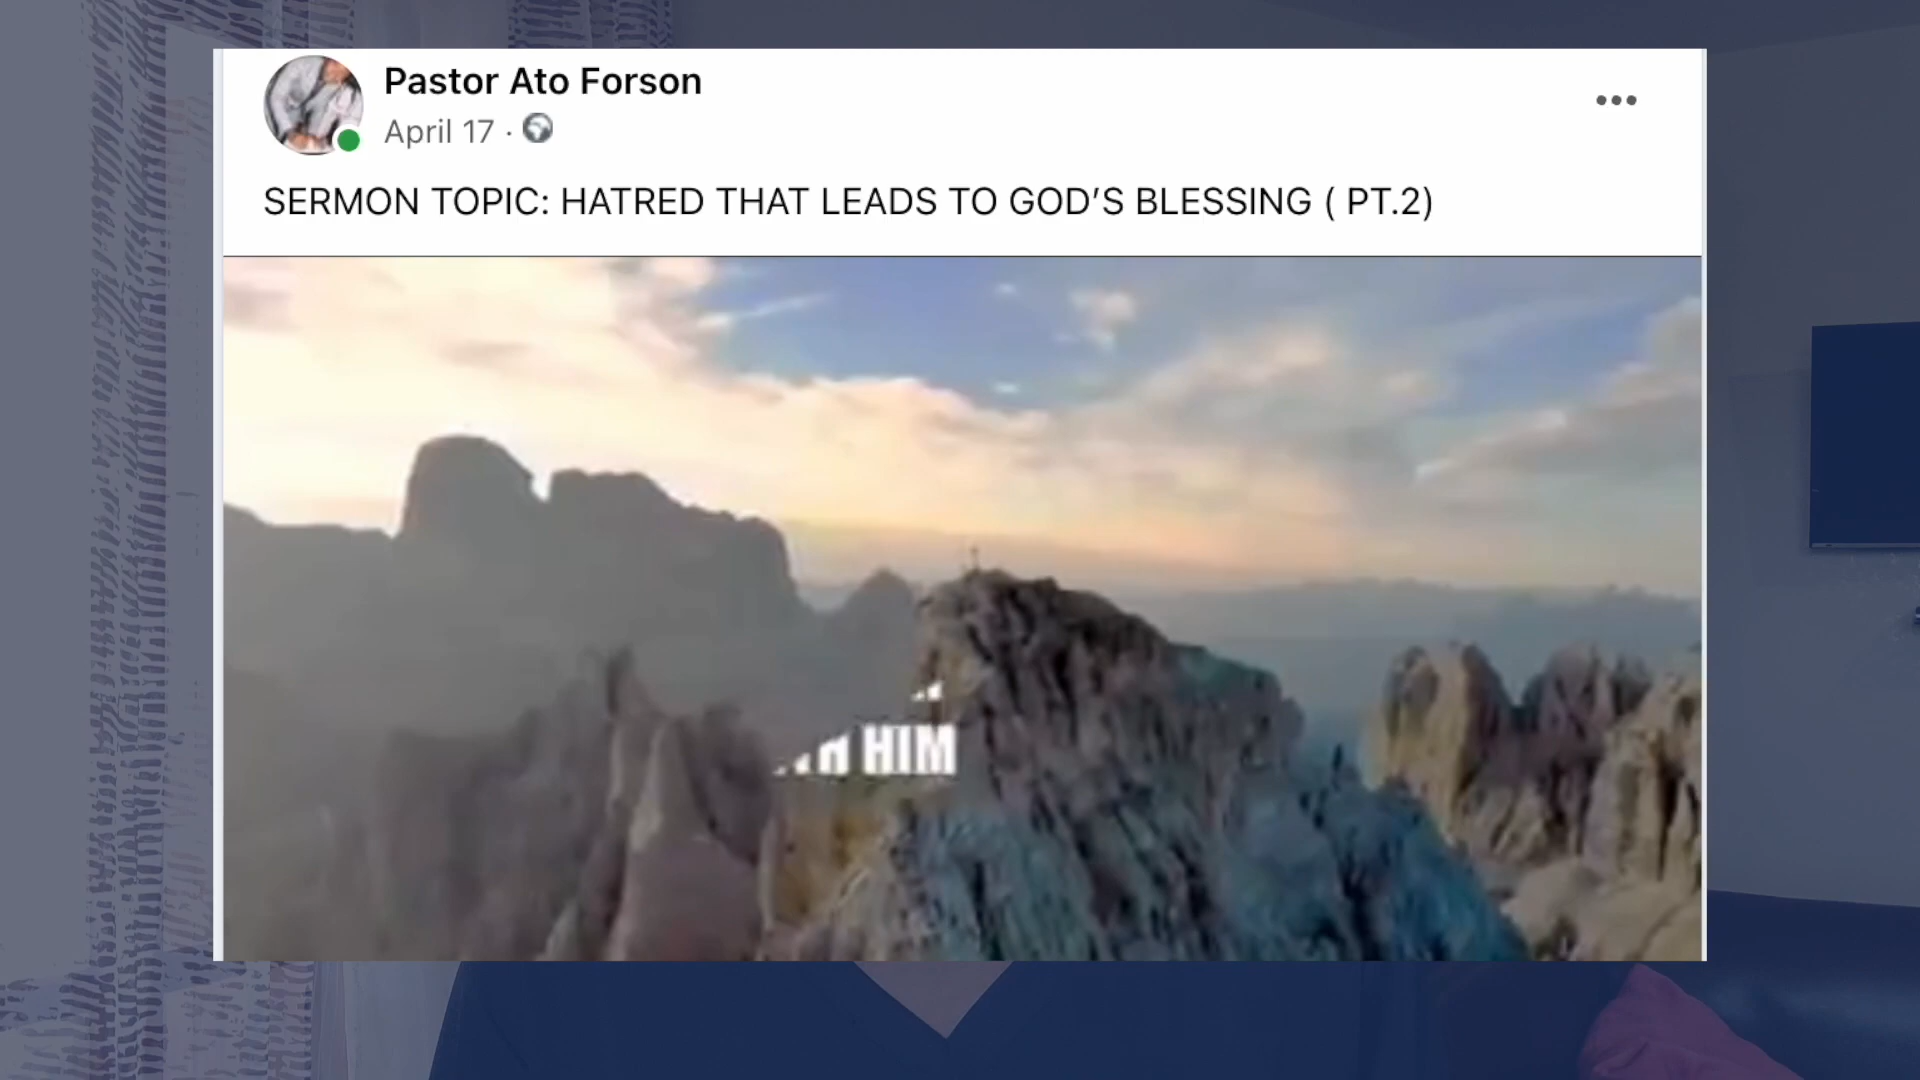 Pastor Ato Forson
April 17 ·
SERMON TOPIC: HATRED THAT LEADS TO GOD’S BLESSING ( PT.2)
HIM